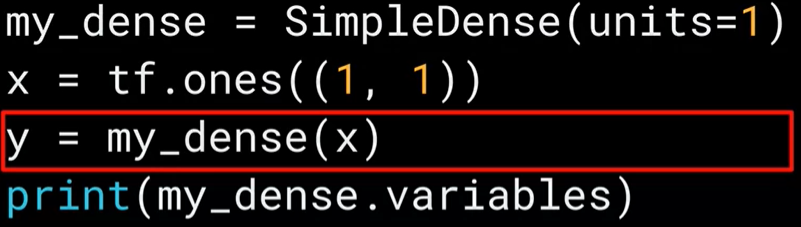 my_dense = SimpleDense(units=1)
x = tf.ones((1, 1))
y = my_dense(x)
print(my_dense.variables)